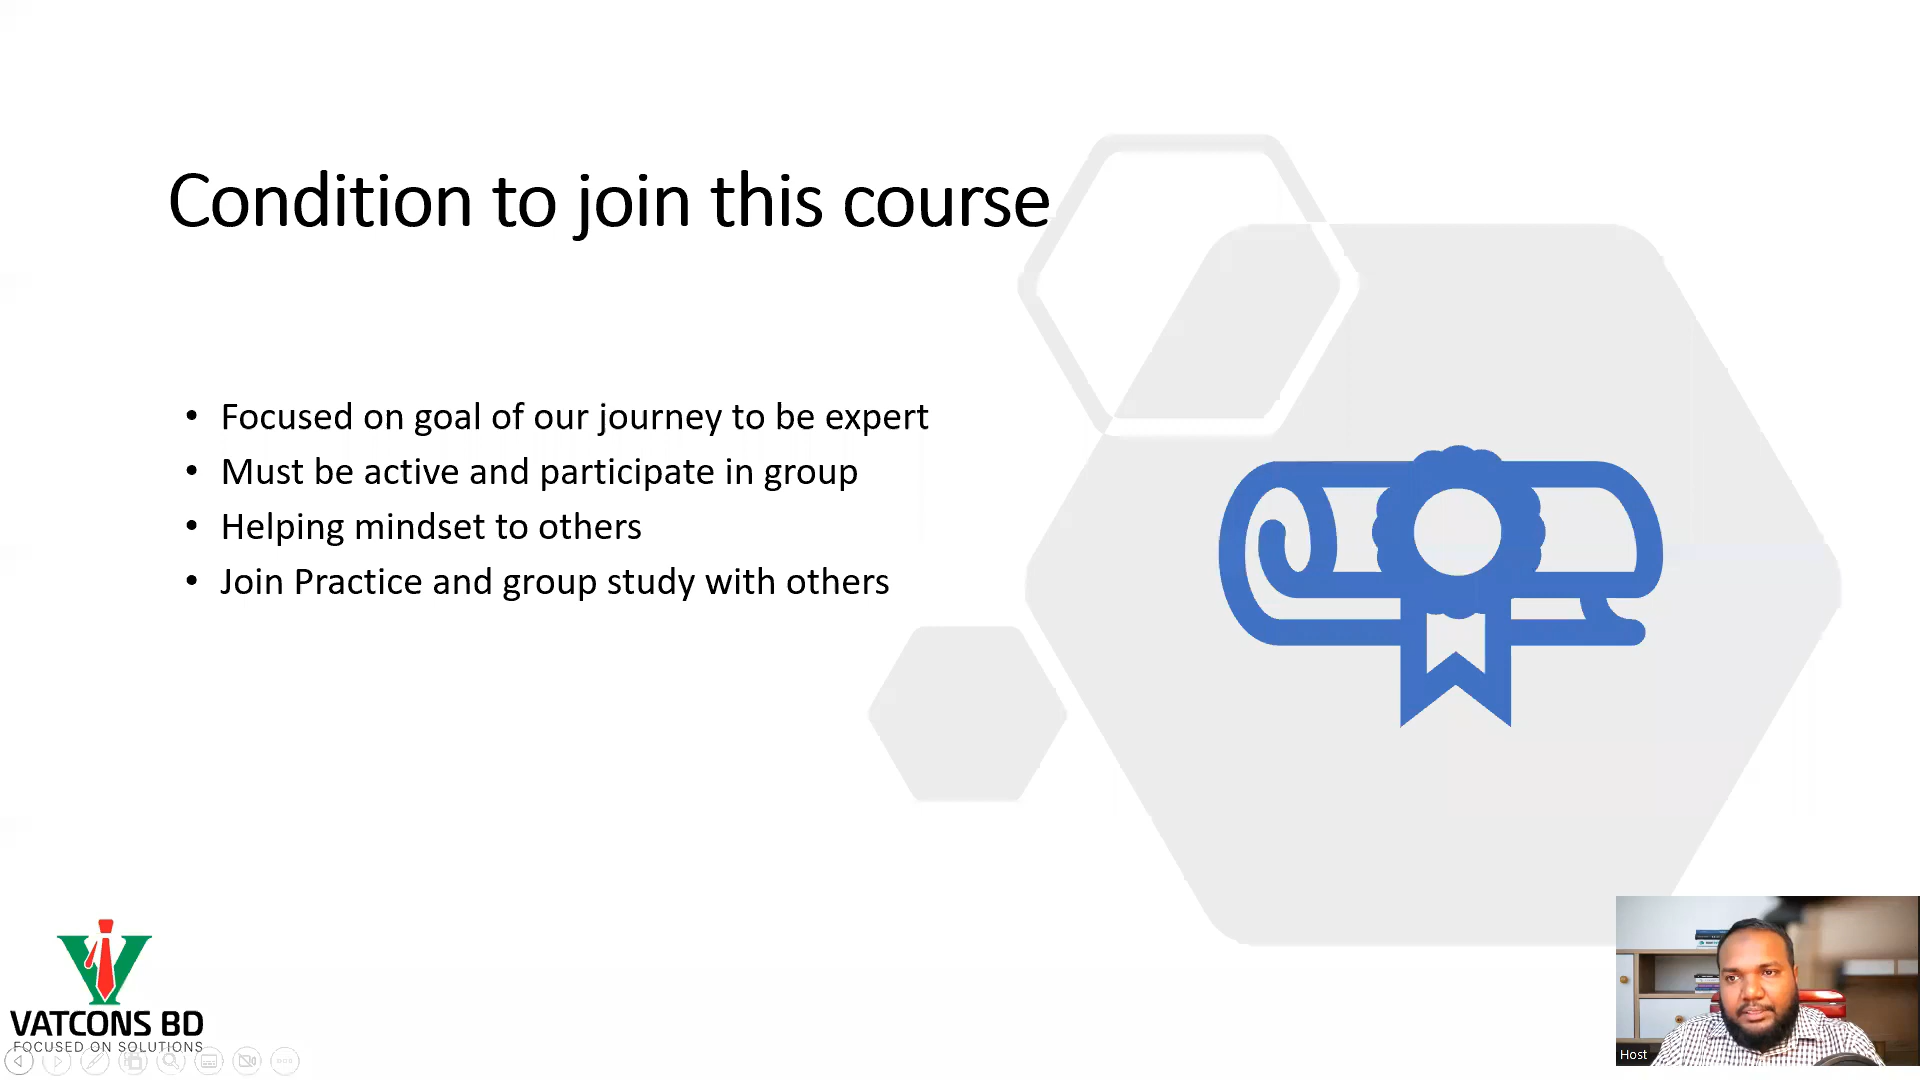 Condition to join this course
• Focused on goal of our journey to be expert
• Must be active and participate in group
• Helping mindset to others
• Join Practice and group study with others
VATCONS BD
FOCUSED ON SOLUTIONS
Host